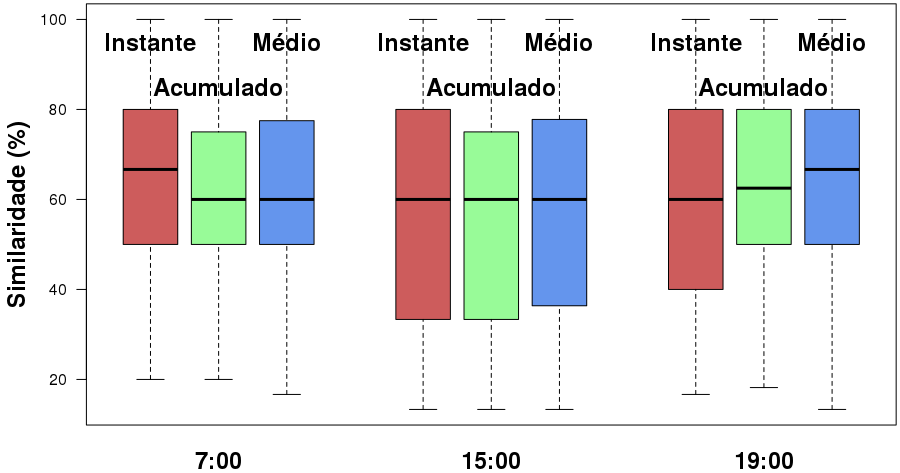 100
80
60
40
20
Similaridade (%)
Instante Médio
Acumulado
Instante Médio
Acumulado
Instante Médio
Acumulado
7:00 15:00 19:00